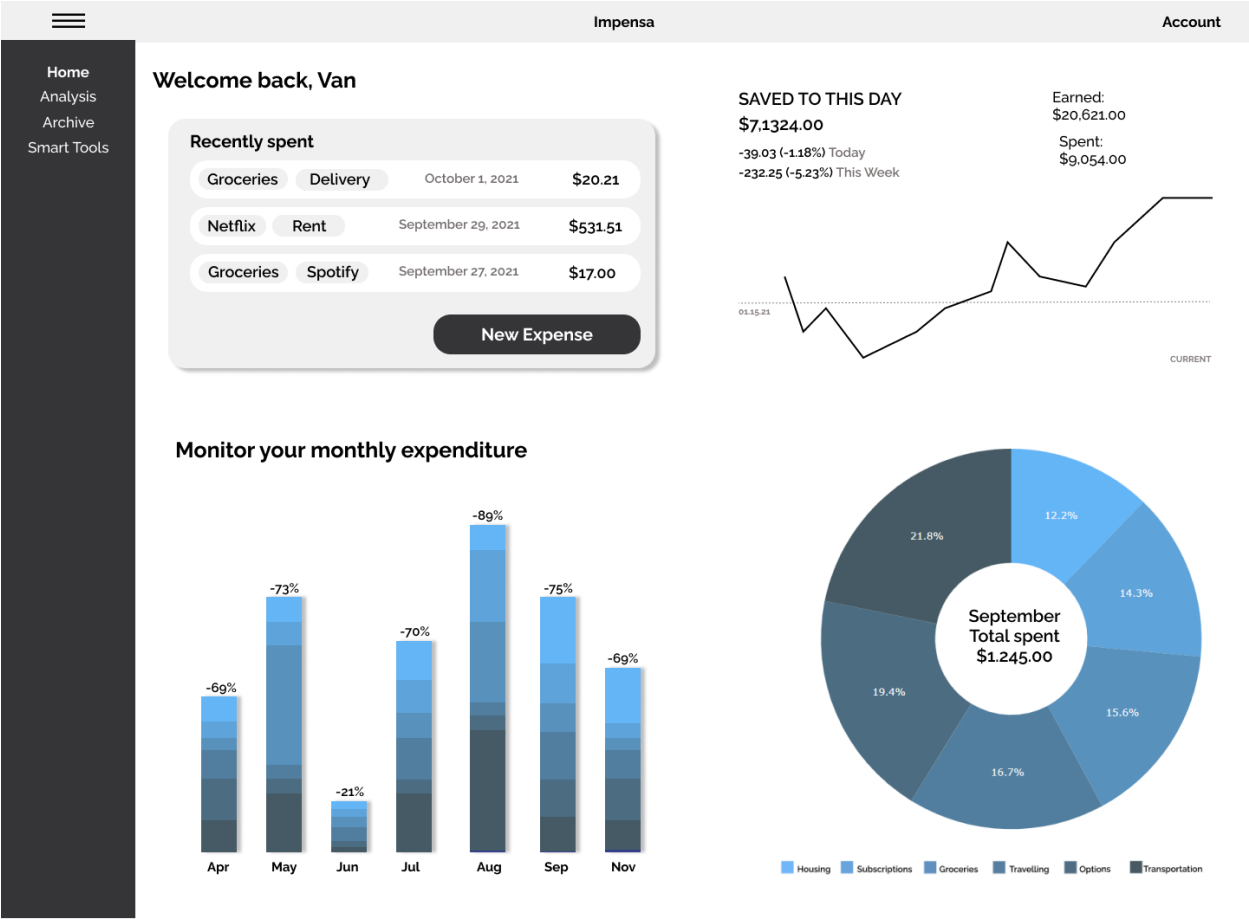 Impensa
Account
Home
Analysis
Archive
Smart Tools
Welcome back, Van
Recently spent
Groceries Delivery October 1, 2021 $20.21
Netflix Rent September 29, 2021 $531.51
Groceries Spotify September 27, 2021 $17.00
New Expense
SAVED TO THIS DAY
$7,1324.00
-39.03 (-1.18%) Today
-232.25 (-5.23%) This Week
Earned:
$20,621.00
Spent:
$9,054.00
01.15.21
CURRENT
Monitor your monthly expenditure
-69%
-73%
-21%
-70%
-89%
-75%
-69%
Apr May Jun Jul Aug Sep Nov
12.2%
14.3%
15.6%
16.7%
19.4%
21.8%
September
Total spent
$1.245.00
Housing Subscriptions Groceries Travelling Options Transportation